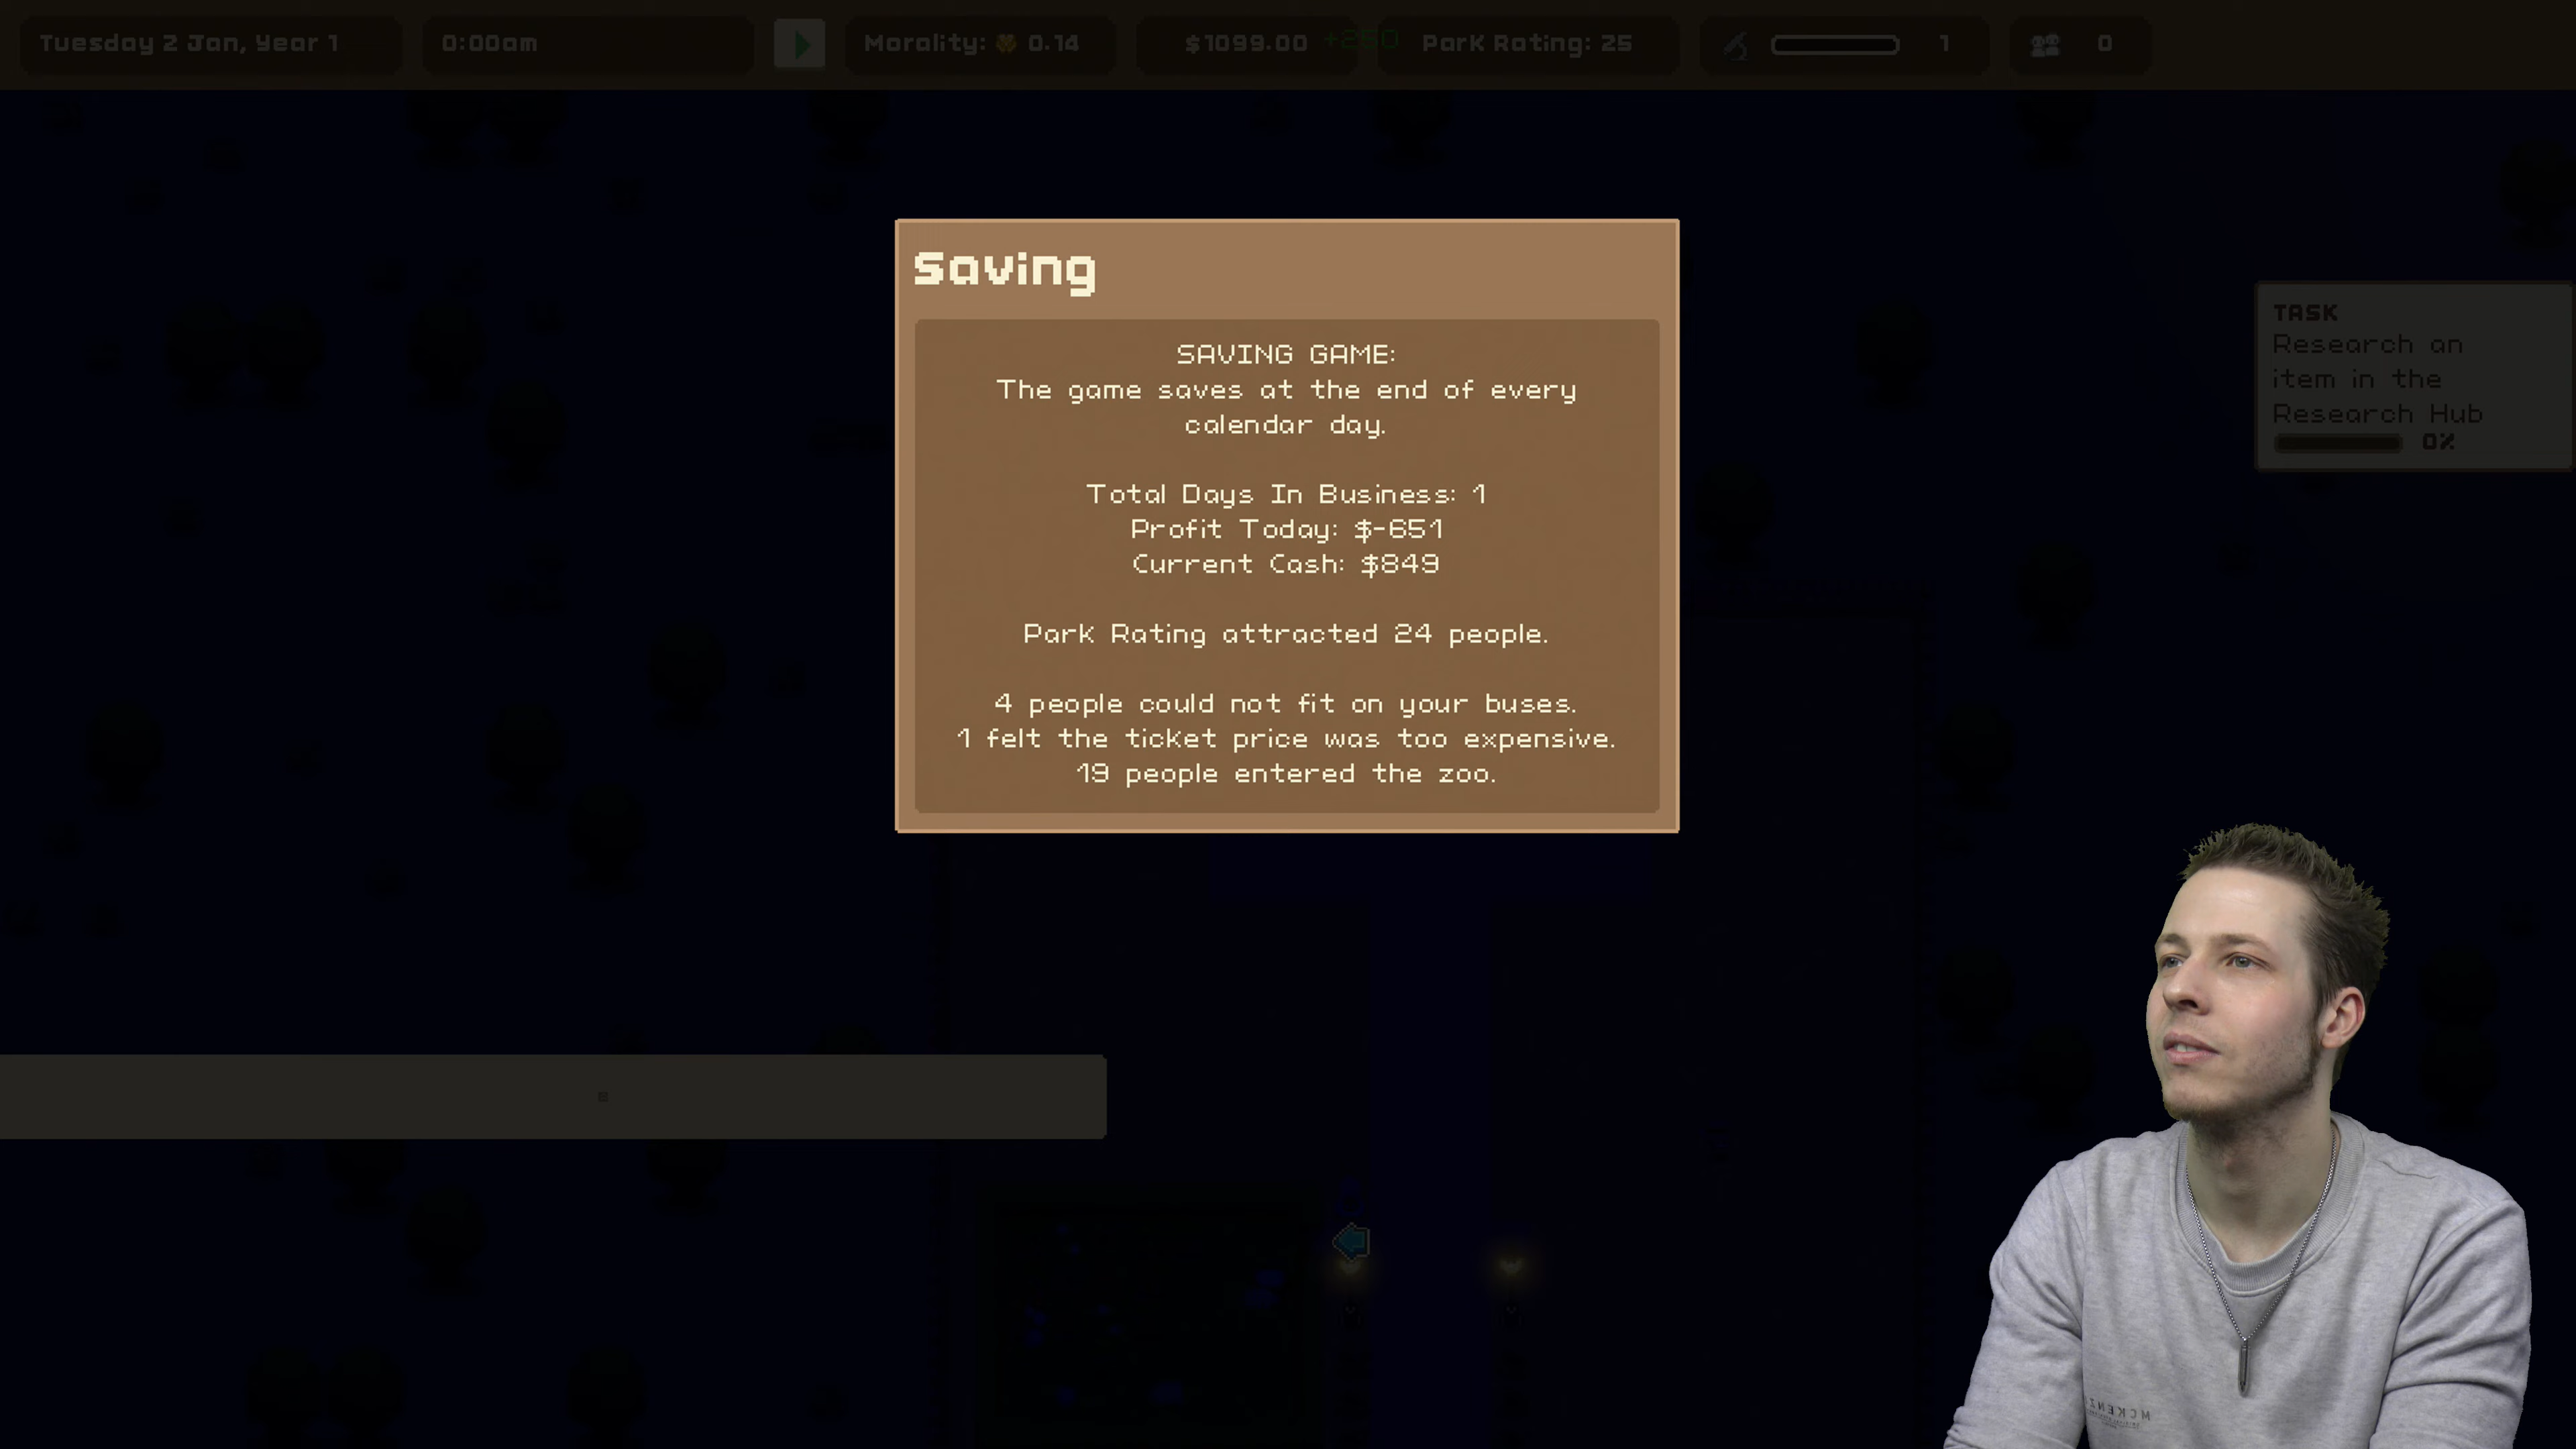 Tuesday 2 Jan, Year 1
0:00am
Morality: 0.14
$1099.00 +250
Park Rating: 25
1
0
Saving
SAVING GAME:
The game saves at the end of every
calendar day.
Total Days In Business: 1
Profit Today: $-651
Current Cash: $849
Park Rating attracted 24 people.
4 people could not fit on your buses.
1 felt the ticket price was too expensive.
19 people entered the zoo.
TASK
Research an
item in the
Research Hub
0%